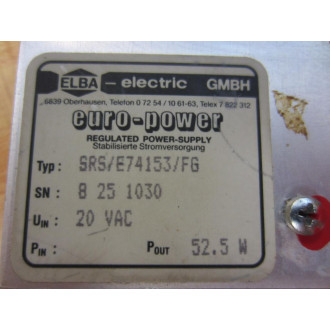 ELBA – electric GMBH
6839 Oberhausen, Telefon 0 72 54 / 10 61-63, Telex 7 822 312
euro-power
REGULATED POWER-SUPPLY
Stabilisierte Stromversorgung
Typ: SRS/E74153/FG
SN: 8 25 1030
UIN: 20 VAC
PIN: POUT 52.5 W